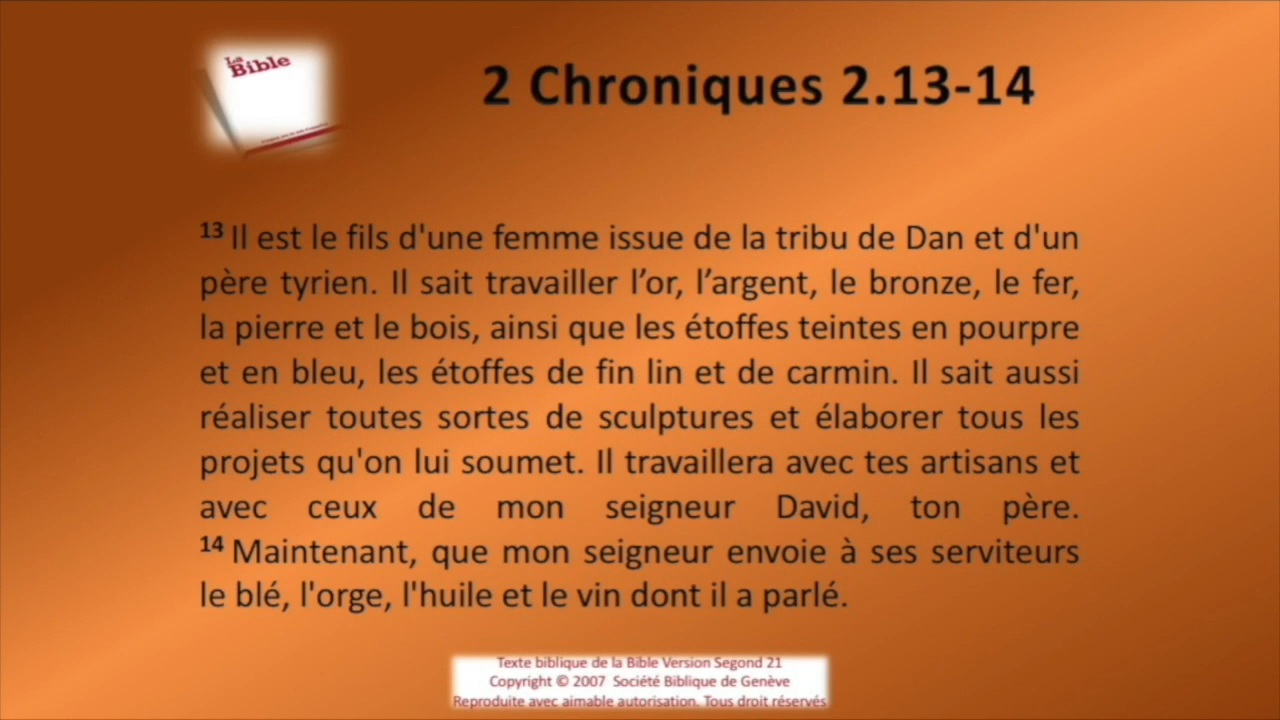 La
Bible
2 Chroniques 2.13-14
13 Il est le fils d'une femme issue de la tribu de Dan et d'un
père tyrien. Il sait travailler l’or, l’argent, le bronze, le fer,
la pierre et le bois, ainsi que les étoffes teintes en pourpre
et en bleu, les étoffes de fin lin et de carmin. Il sait aussi
réaliser toutes sortes de sculptures et élaborer tous les
projets qu'on lui soumet. Il travaillera avec tes artisans et
avec ceux de mon seigneur David, ton père.
14 Maintenant, que mon seigneur envoie à ses serviteurs
le blé, l'orge, l'huile et le vin dont il a parlé.
Texte biblique de la Bible Version Segond 21
Copyright © 2007 Société Biblique de Genève
Reproduite avec aimable autorisation. Tous droit réservés